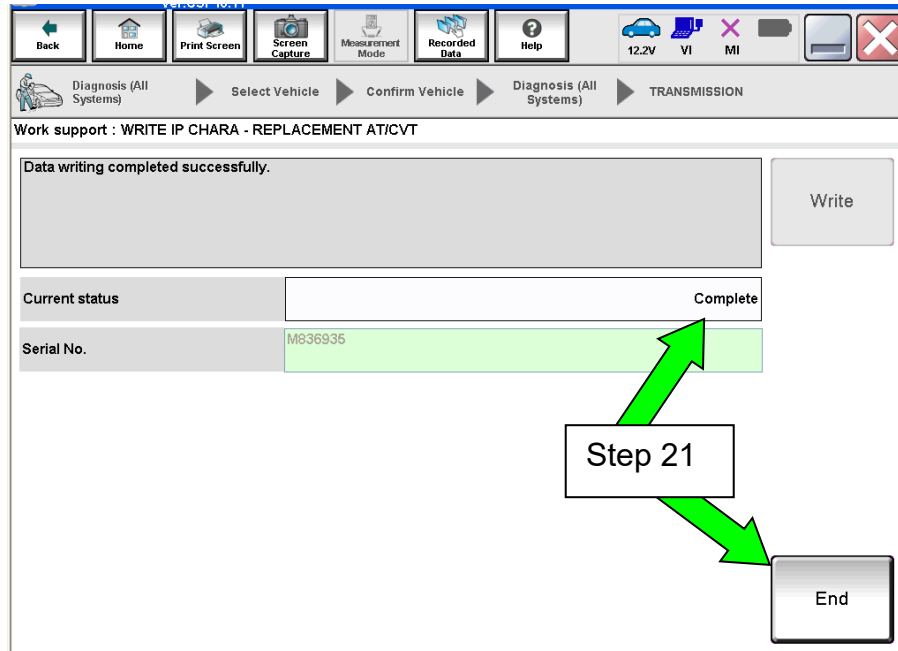 Back
Home
Print Screen
Screen
Capture
Measurement
Mode
Recorded
Data
Help
12.2V
VI
MI
Diagnosis (All
Systems)
Select Vehicle
Confirm Vehicle
Diagnosis (All
Systems)
TRANSMISSION
Work support : WRITE IP CHARA - REPLACEMENT AT/CVT
Data writing completed successfully.
Write
Current status
Complete
Serial No.
M836935
Step 21
End